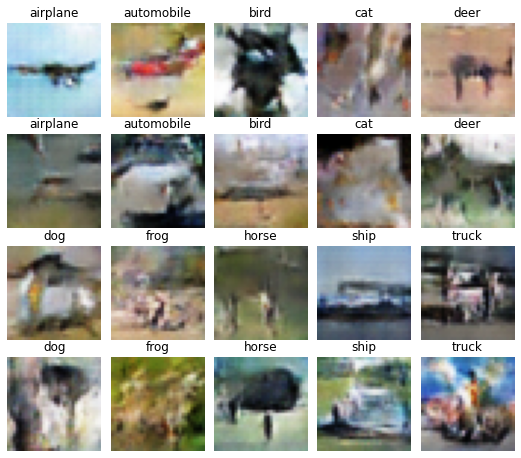 airplane automobile bird cat deer
airplane automobile bird cat deer
dog frog horse ship truck
dog frog horse ship truck